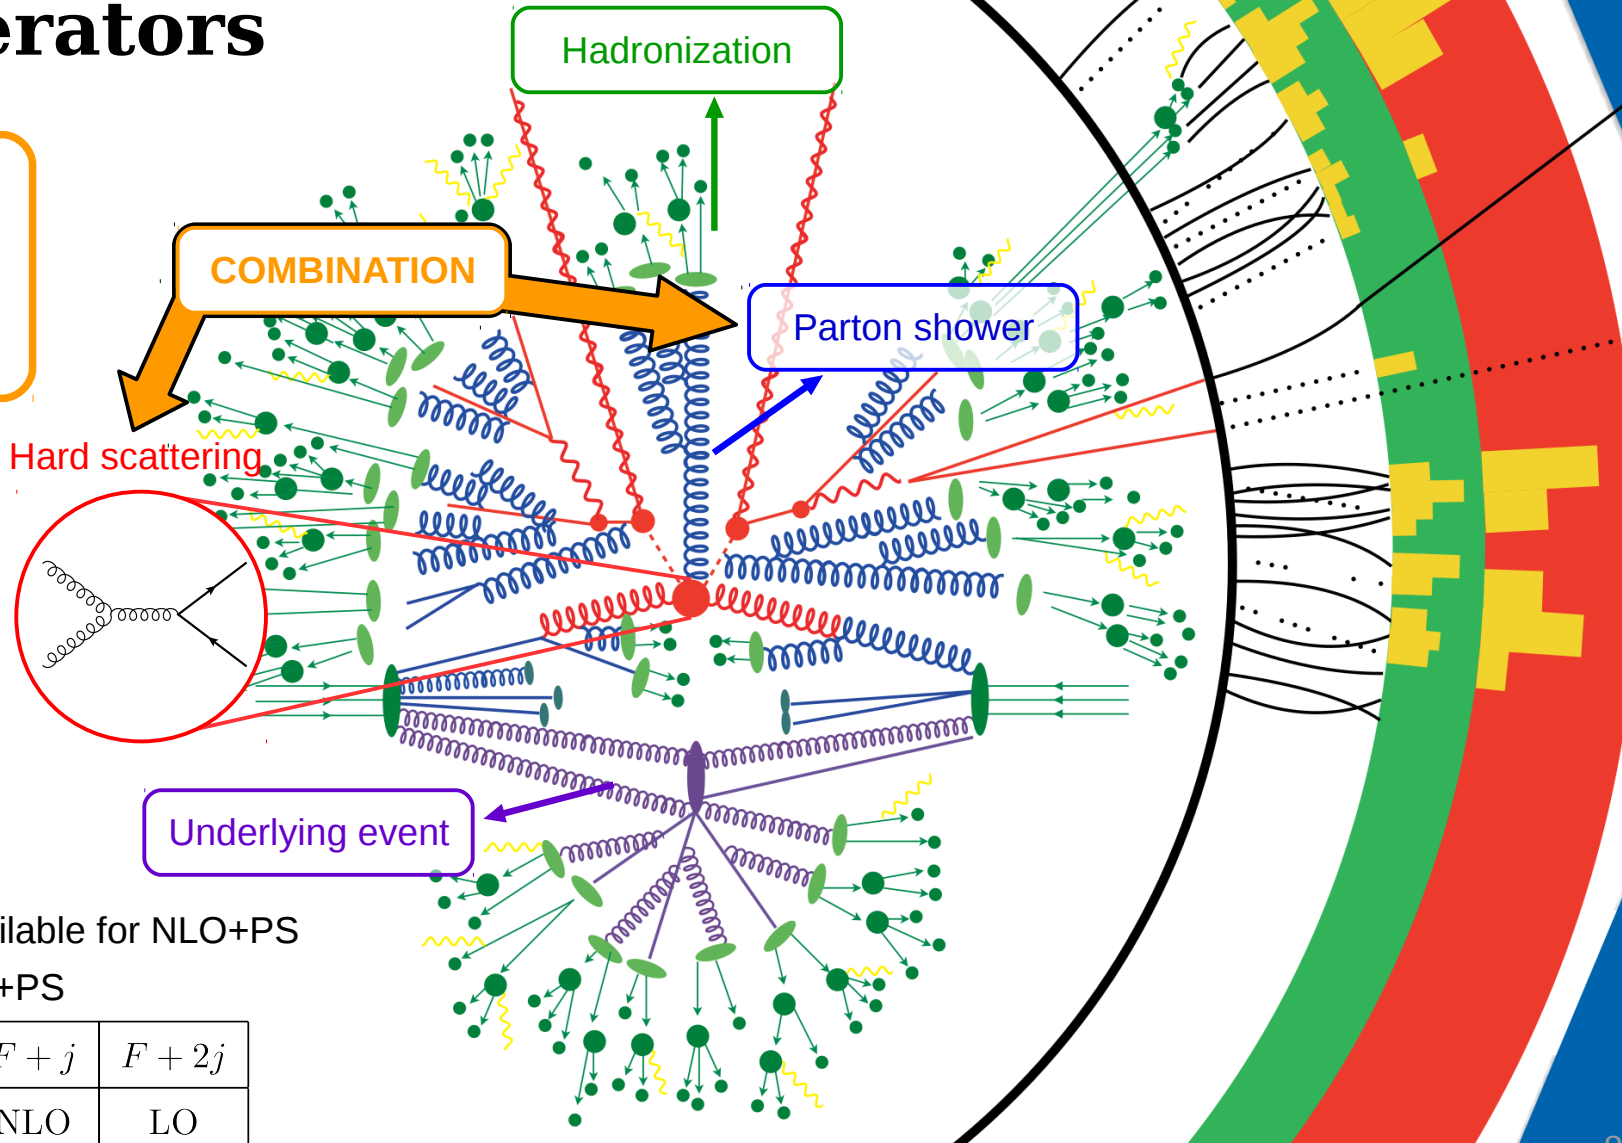 erators
Hadronization
COMBINATION
Parton shower
Hard scattering
Underlying event
ilable for NLO+PS
+PS
F + j F + 2j
NLO LO